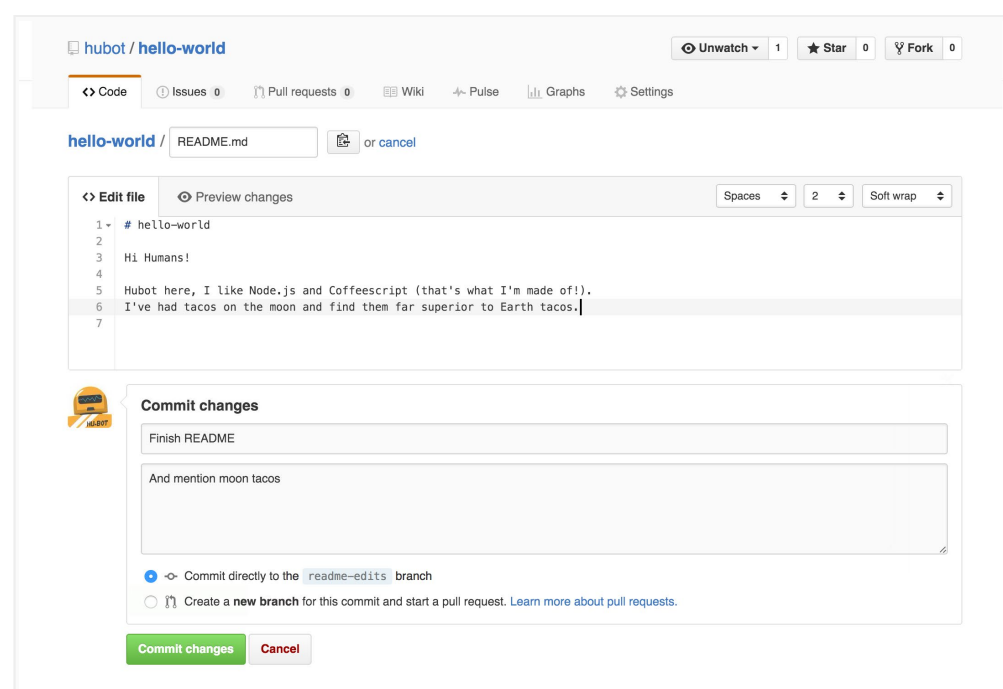 hubot / hello-world
Unwatch 1 Star 0 Fork 0
Code Issues 0 Pull requests 0 Wiki Pulse Graphs Settings
hello-world / README.md or cancel
<> Edit file Preview changes Spaces 2 Soft wrap
1 # hello-world
2
3 Hi Humans!
4
5 Hubot here, I like Node.js and Coffeescript (that's what I'm made of!).
6 I've had tacos on the moon and find them far superior to Earth tacos.
7
HU-BOT
Commit changes
Finish README
And mention moon tacos
Commit directly to the readme-edits branch
Create a new branch for this commit and start a pull request. Learn more about pull requests.
Commit changes Cancel